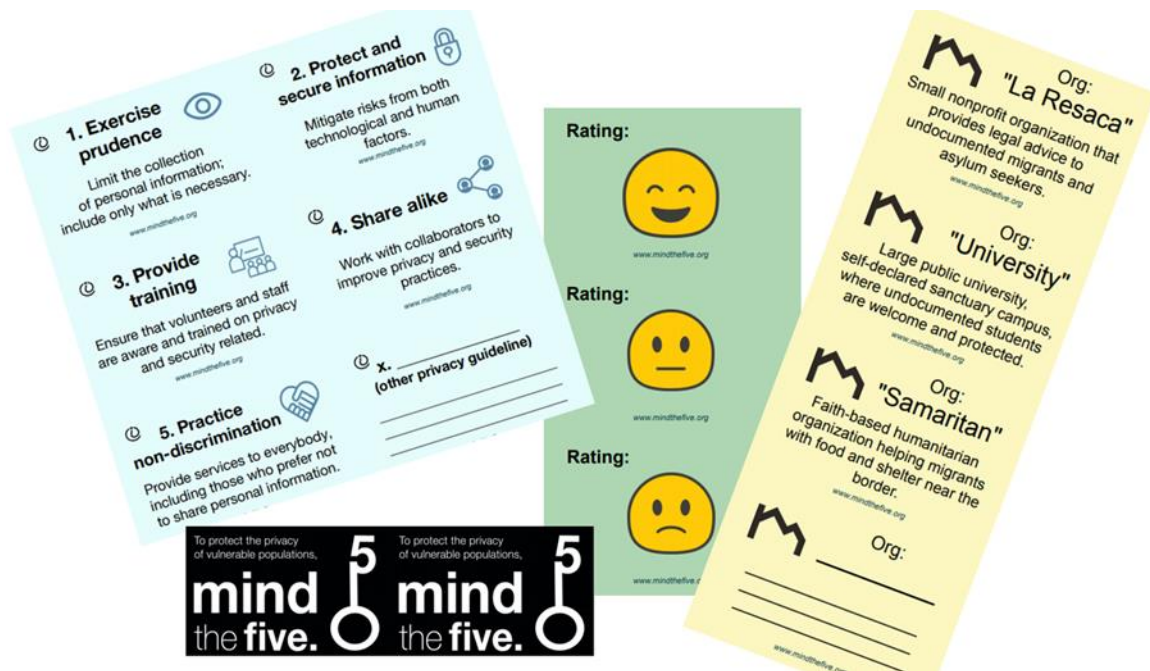 1. Exercise
prudence
Limit the collection
of personal information;
include only what is necessary.
www.mindthefive.org
2. Protect and
secure information
Mitigate risks from both
technological and human
factors.
www.mindthefive.org
3. Provide
training
Ensure that volunteers and staff
are aware and trained on privacy
and security related.
www.mindthefive.org
4. Share alike
Work with collaborators to
improve privacy and security
practices.
www.mindthefive.org
5. Practice
non-discrimination
Provide services to everybody,
including those who prefer not
to share personal information.
x.
(other privacy guideline)
To protect the privacy
of vulnerable populations,
mind
the five.
5
To protect the privacy
of vulnerable populations,
mind
the five.
5
Rating:
www.mindthefive.org
Rating:
www.mindthefive.org
Rating:
www.mindthefive.o
Org:
"La Resaca"
Small nonprofit organization that
provides legal advice to
undocumented migrants and
asylum seekers.
www.mindthefive.org
Org:
"University"
Large public university,
self-declared sanctuary campus,
where undocumented students
are welcome and protected.
www.mindthefive.org
Org:
"Samaritan"
Faith-based humanitarian
organization helping migrants
with food and shelter near the
border.
www.mindthefive.org
Org:
www.mindthefive.org